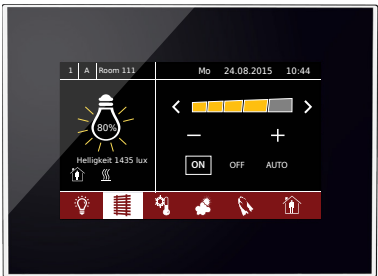 1 A Room 111 Mo 24.08.2015 10:44
80%
Helligkeit 1435 lux
ON OFF AUTO